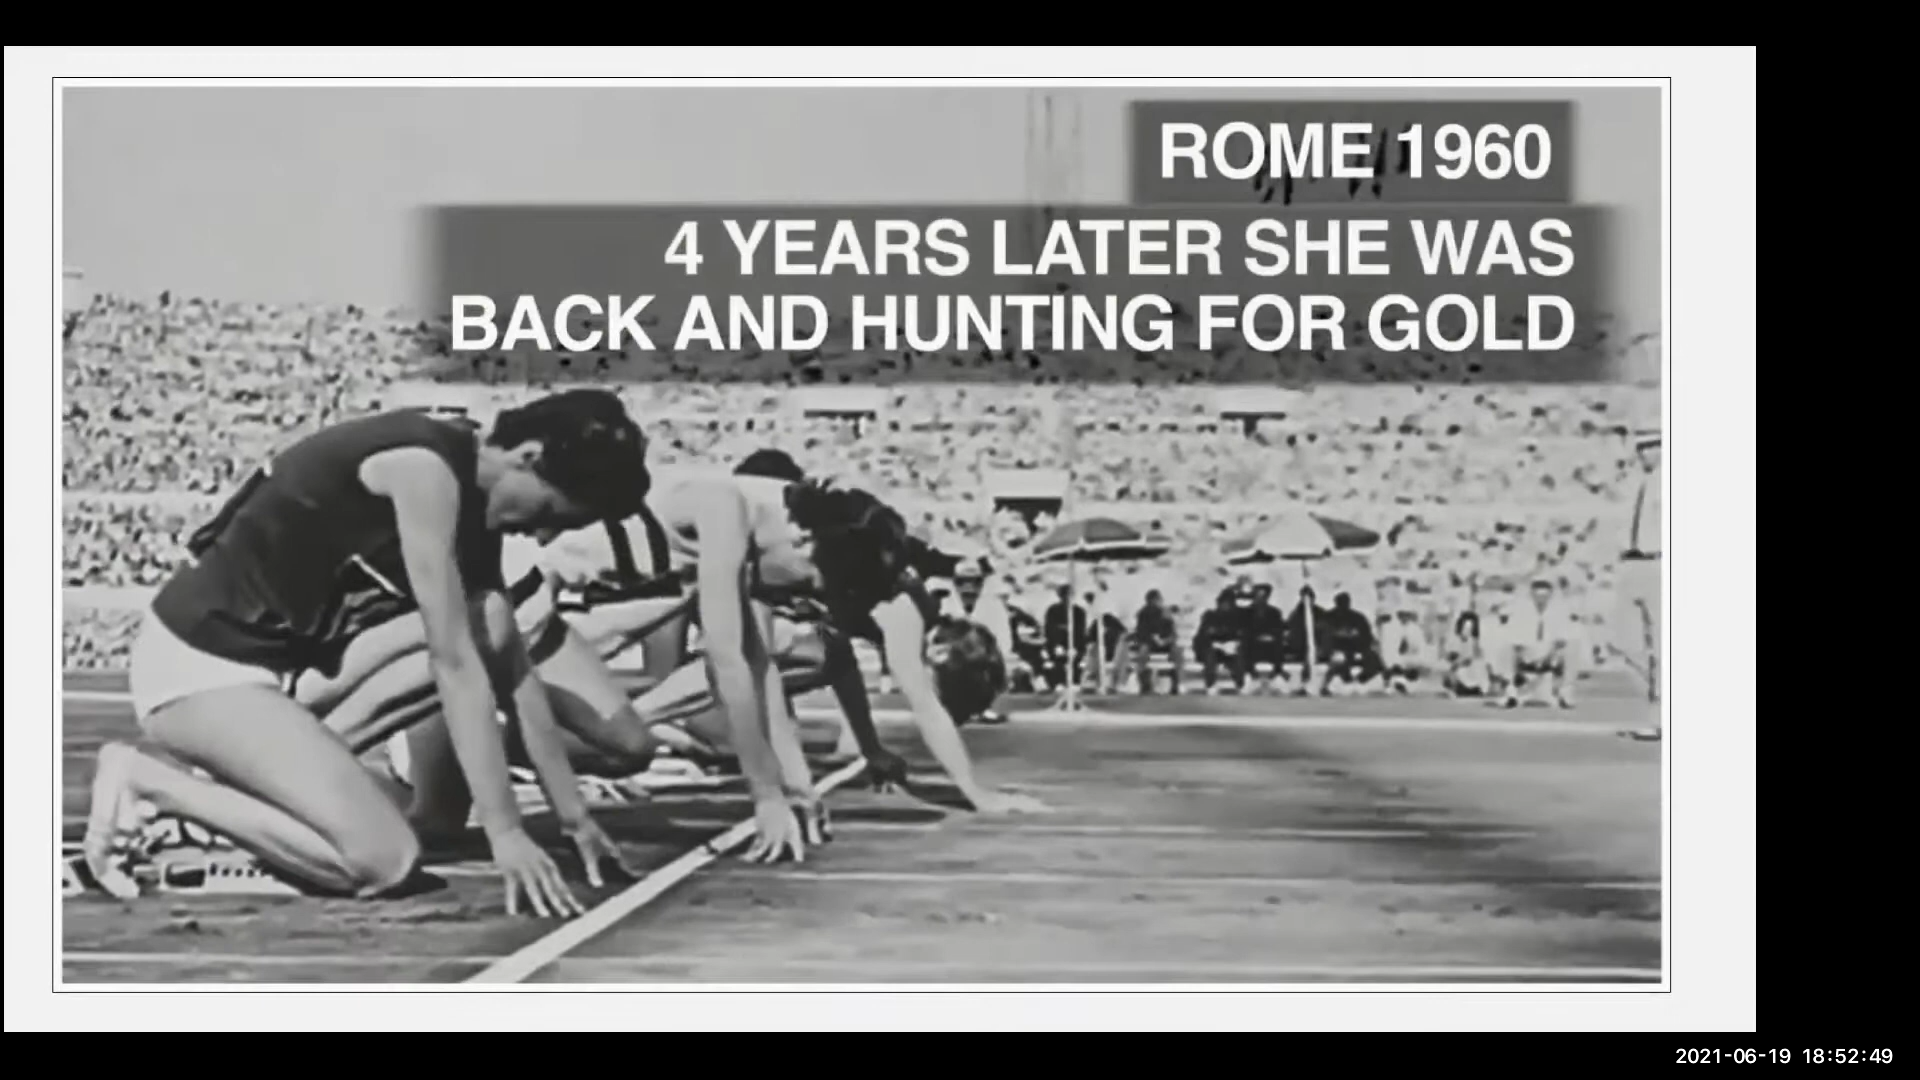 ROME 1960
4 YEARS LATER SHE WAS
BACK AND HUNTING FOR GOLD
2021-06-19 18:52:49